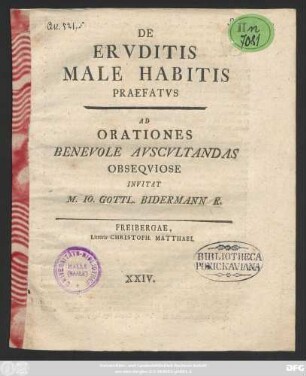 DE
ERVDITIS
MALE HABITIS
PRAEFATVS
AD
ORATIONES
BENEVOLE AVSCVLTANDAS
OBSEQVIOSE
INVITAT
M. IO. GOTTL. BIDERMANN R.
FREIBERGAE,
CHRISTOPH. MATTHAEI.
XXIV.
BIBLIOTHECA
PONICKAVIANA